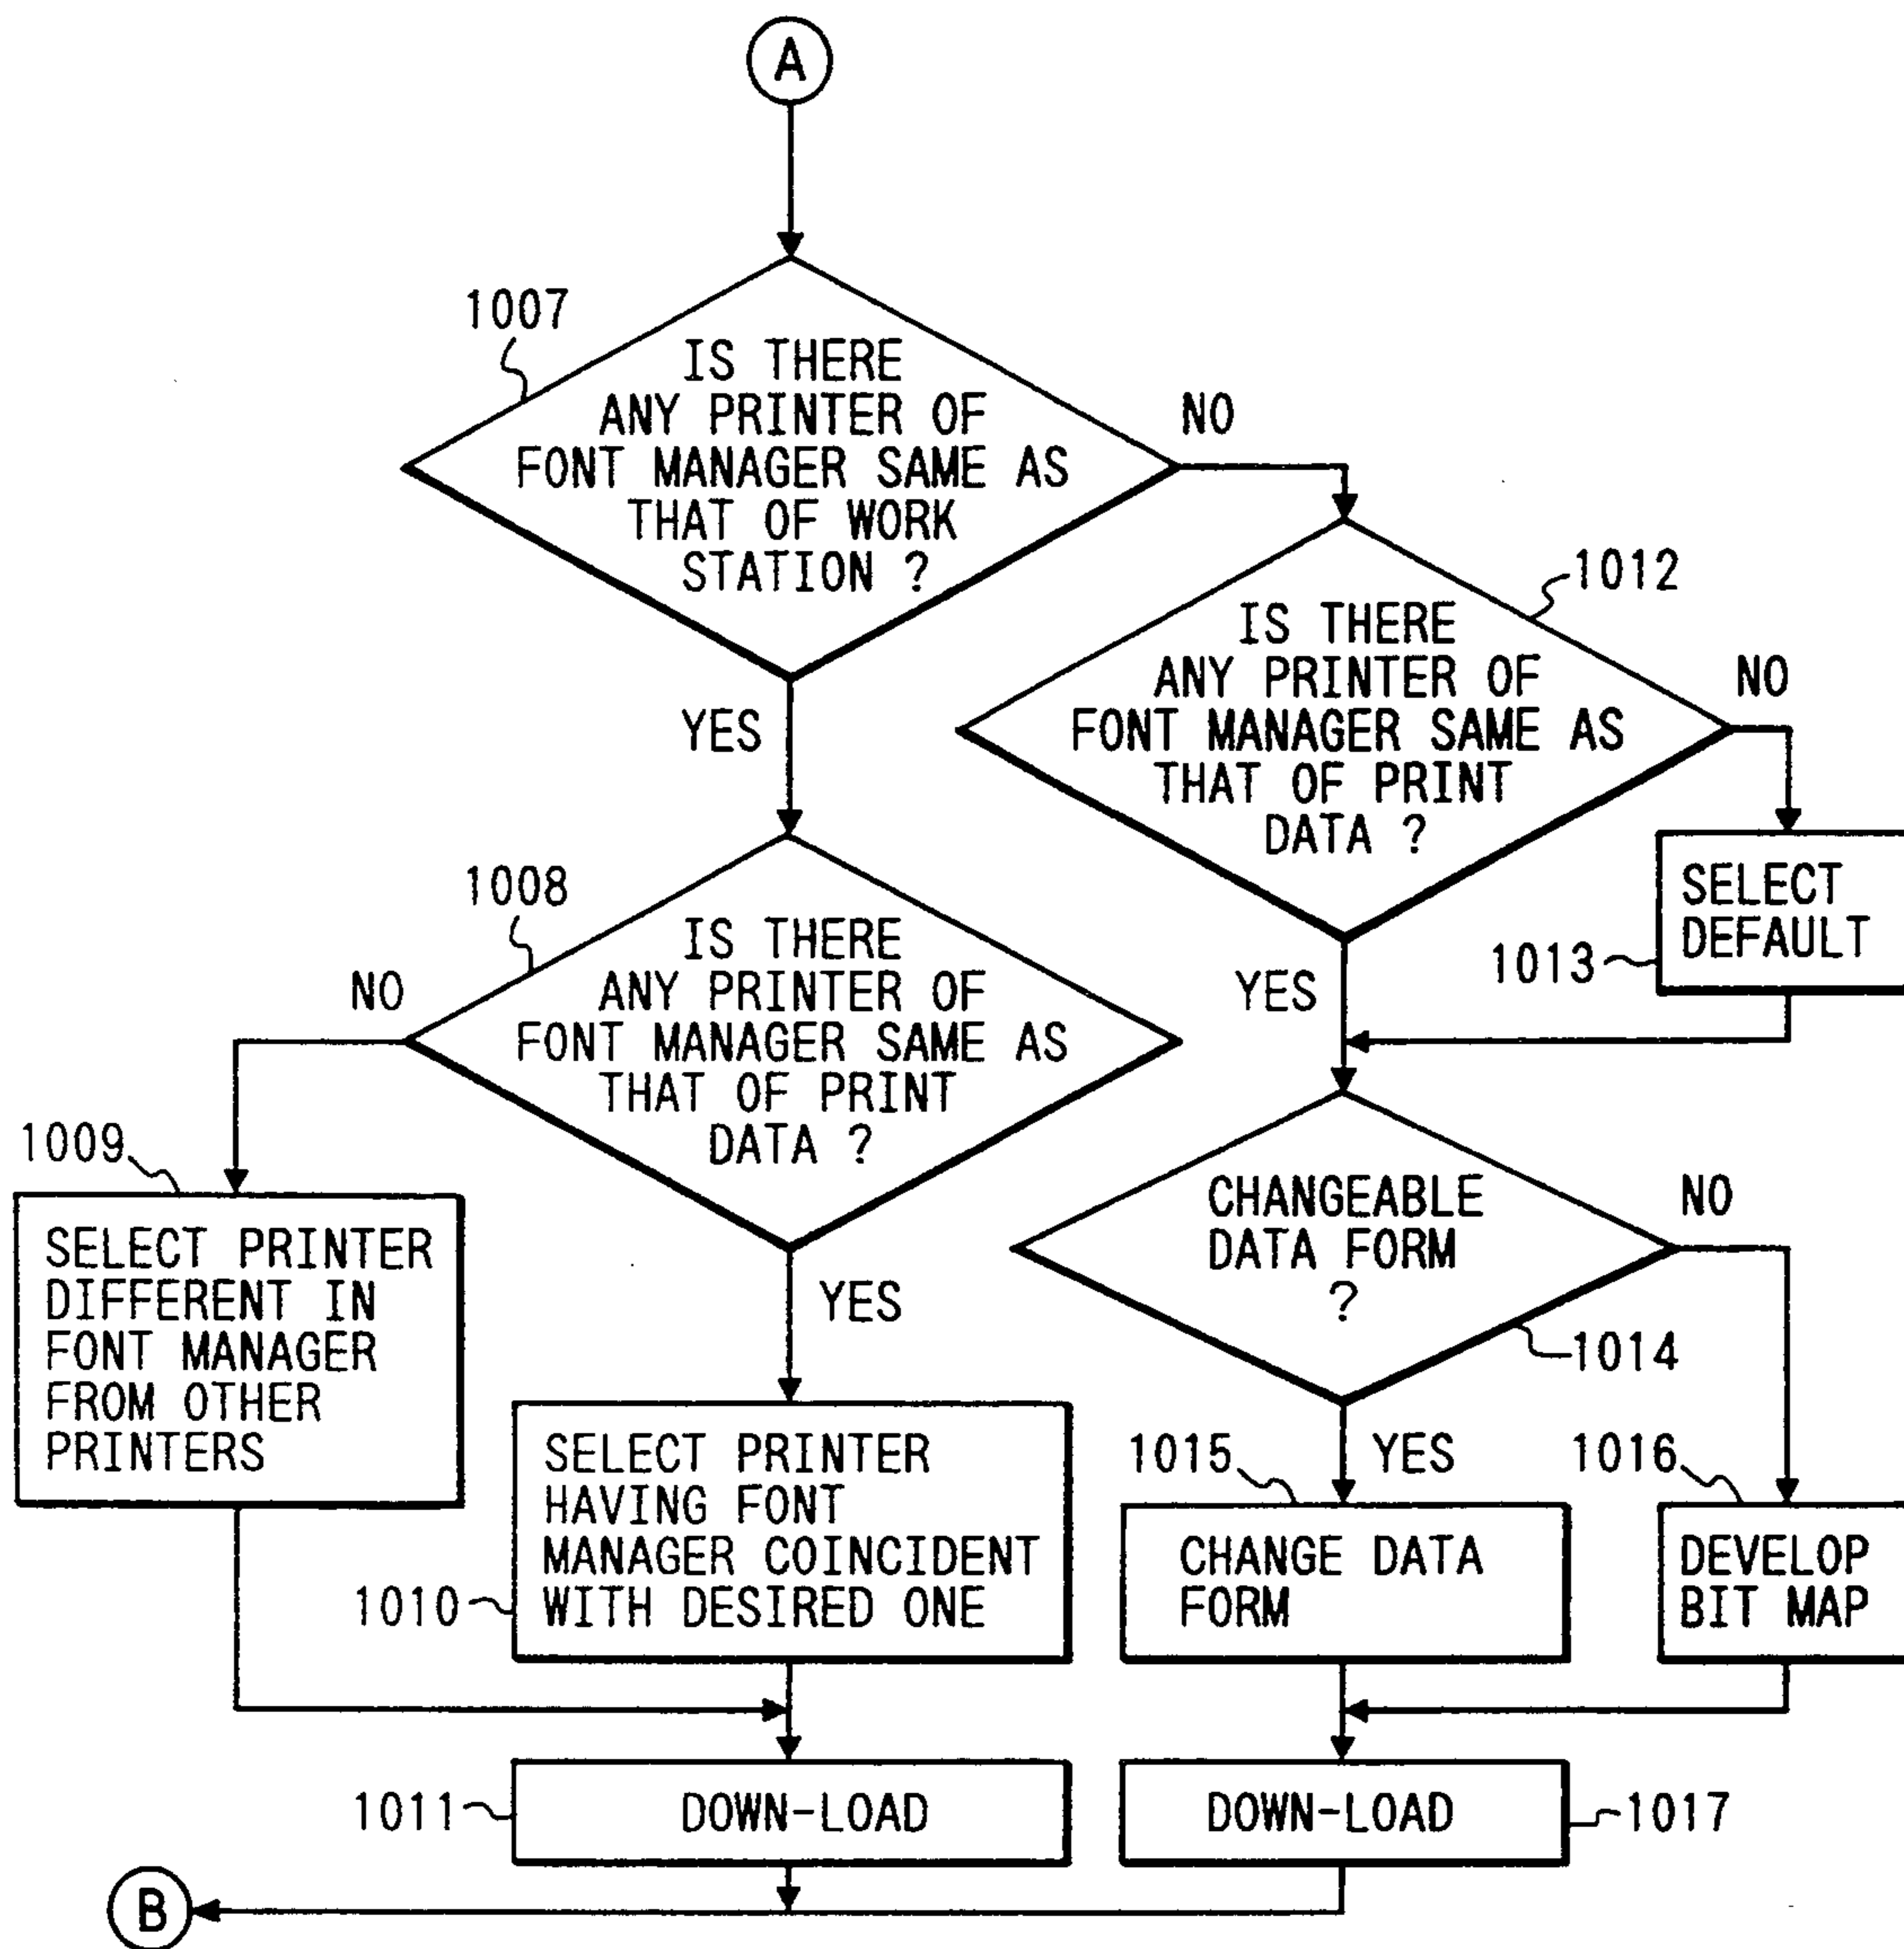 A
1007
IS THERE
ANY PRINTER OF
FONT MANAGER SAME AS
THAT OF WORK
STATION ?
NO
YES
1012
IS THERE
ANY PRINTER OF
FONT MANAGER SAME AS
THAT OF PRINT
DATA ?
NO
YES
SELECT
DEFAULT
1013
1008
IS THERE
ANY PRINTER OF
FONT MANAGER SAME AS
THAT OF PRINT
DATA ?
NO
YES
1009
SELECT PRINTER
DIFFERENT IN
FONT MANAGER
FROM OTHER
PRINTERS
SELECT PRINTER
HAVING FONT
MANAGER COINCIDENT
WITH DESIRED ONE
1010
CHANGEABLE
DATA FORM
?
NO
1014
YES
1015
CHANGE DATA
FORM
1016
DEVELOP
BIT MAP
1011
DOWN-LOAD
DOWN-LOAD
1017
B